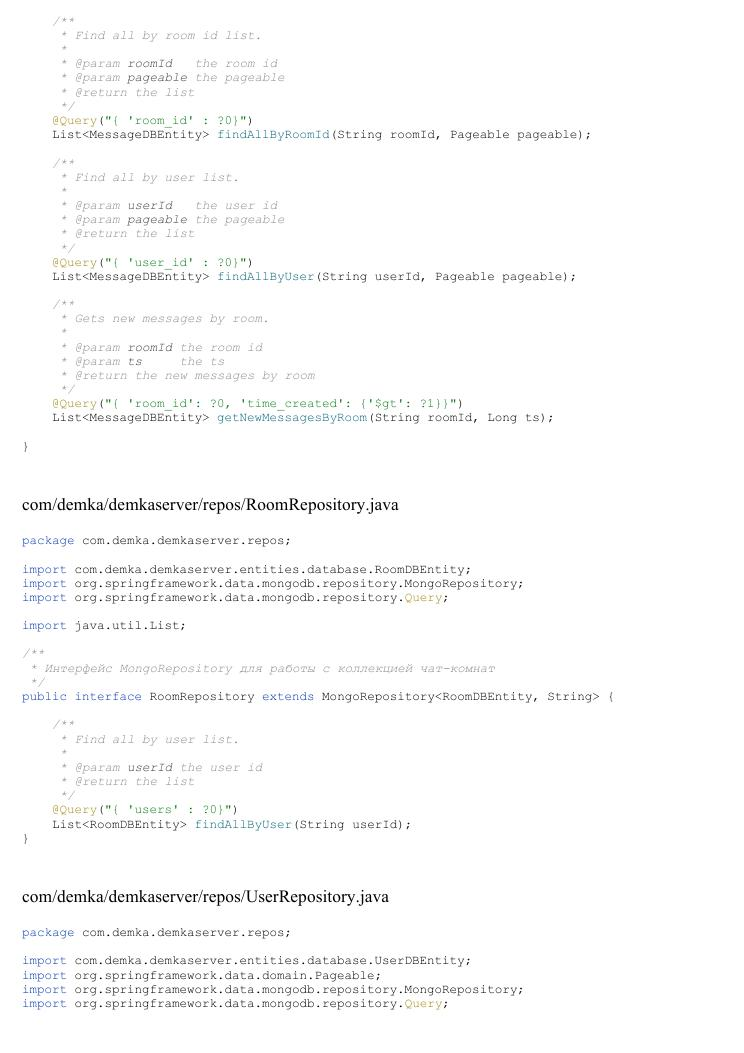 /**
 * Find all by room id list.
 *
 * @param roomId   the room id
 * @param pageable the pageable
 * @return the list
 */
@Query("{ 'room_id' : ?0}")
List<MessageDBEntity> findAllByRoomId(String roomId, Pageable pageable);
/**
 * Find all by user list.
 *
 * @param userId   the user id
 * @param pageable the pageable
 * @return the list
 */
@Query("{ 'user_id' : ?0}")
List<MessageDBEntity> findAllByUser(String userId, Pageable pageable);
/**
 * Gets new messages by room.
 *
 * @param roomId the room id
 * @param ts     the ts
 * @return the new messages by room
 */
@Query("{ 'room_id': ?0, 'time_created': {'$gt': ?1}}")
List<MessageDBEntity> getNewMessagesByRoom(String roomId, Long ts);
}
com/demka/demkaserver/repos/RoomRepository.java
package com.demka.demkaserver.repos;
import com.demka.demkaserver.entities.database.RoomDBEntity;
import org.springframework.data.mongodb.repository.MongoRepository;
import org.springframework.data.mongodb.repository.Query;
import java.util.List;
/**
 * Интерфейс MongoRepository для работы с коллекцией чат-комнат
 */
public interface RoomRepository extends MongoRepository<RoomDBEntity, String> {
/**
 * Find all by user list.
 *
 * @param userId the user id
 * @return the list
 */
@Query("{ 'users' : ?0}")
List<RoomDBEntity> findAllByUser(String userId);
}
com/demka/demkaserver/repos/UserRepository.java
package com.demka.demkaserver.repos;
import com.demka.demkaserver.entities.database.UserDBEntity;
import org.springframework.data.domain.Pageable;
import org.springframework.data.mongodb.repository.MongoRepository;
import org.springframework.data.mongodb.repository.Query;